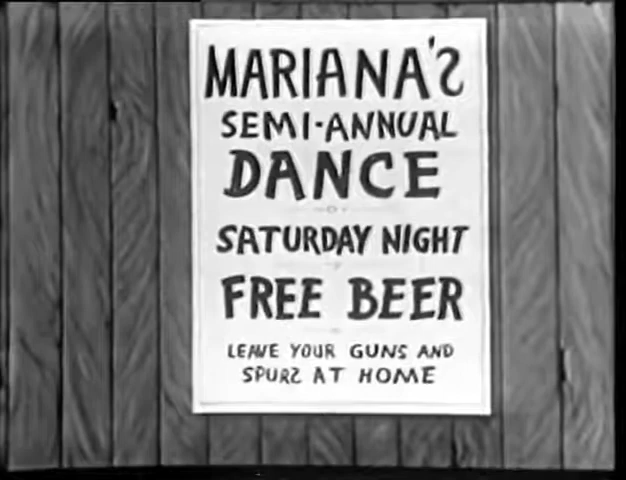 MARIANA'S
SEMI-ANNUAL
DANCE
SATURDAY NIGHT
FREE BEER
LEAVE YOUR GUNS AND
SPURS AT HOME